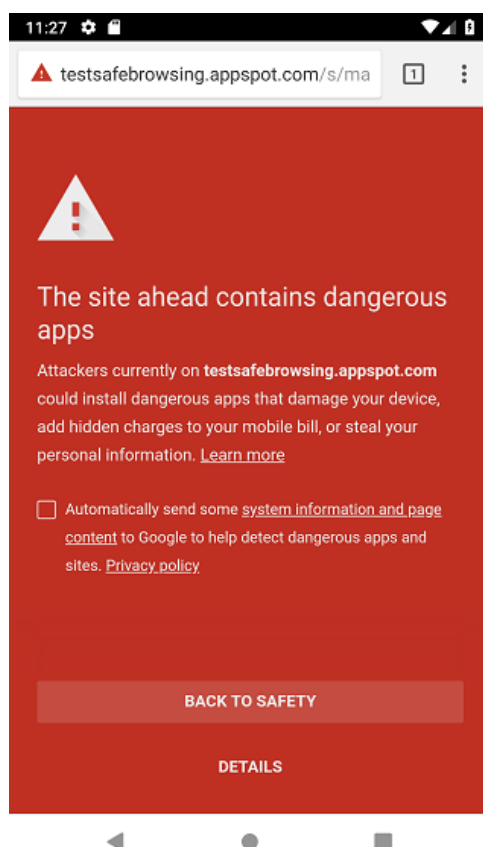 11:27
testsafebrowsing.appspot.com/s/ma
1
The site ahead contains dangerous
apps
Attackers currently on testsafebrowsing.appspot.com
could install dangerous apps that damage your device,
add hidden charges to your mobile bill, or steal your
personal information. Learn more
Automatically send some system information and page
content to Google to help detect dangerous apps and
sites. Privacy policy
BACK TO SAFETY
DETAILS